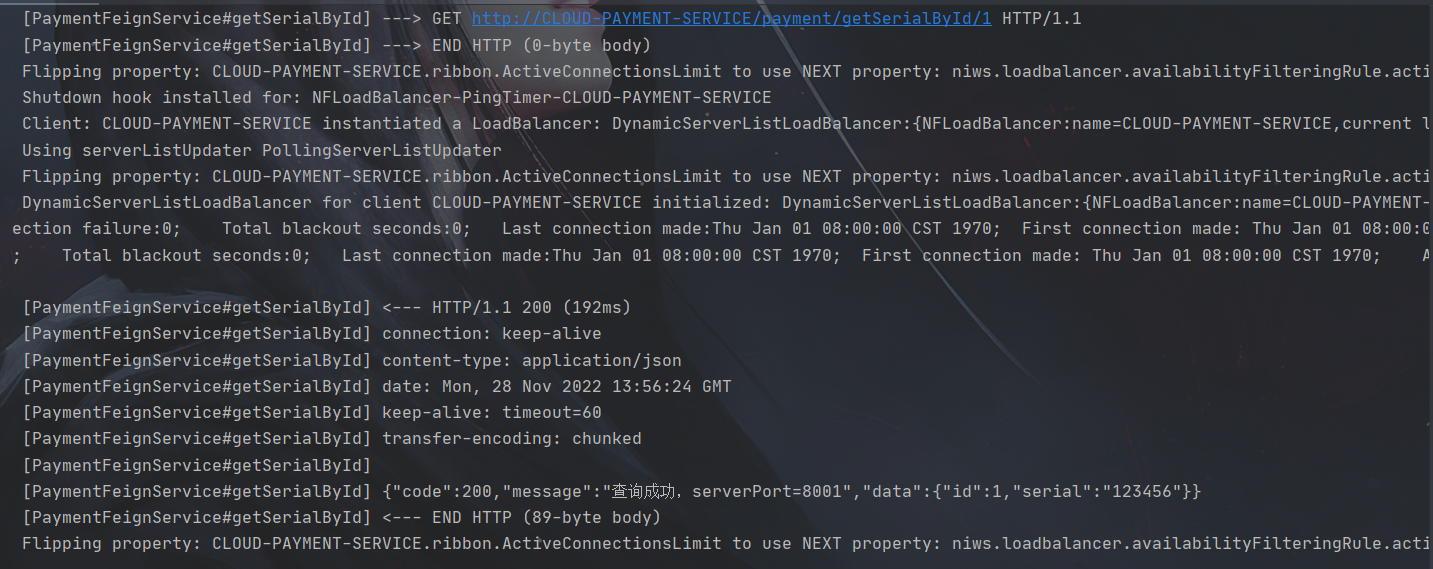 [PaymentFeignService#getSerialById] ---> GET http://CLOUD-PAYMENT-SERVICE/payment/getSerialById/1 HTTP/1.1
[PaymentFeignService#getSerialById] ---> END HTTP (0-byte body)
Flipping property: CLOUD-PAYMENT-SERVICE.ribbon.ActiveConnectionsLimit to use NEXT property: niws.loadbalancer.availabilityFilteringRule.acti
Shutdown hook installed for: NFLoadBalancer-PingTimer-CLOUD-PAYMENT-SERVICE
Client: CLOUD-PAYMENT-SERVICE instantiated a LoadBalancer: DynamicServerListLoadBalancer:{NFLoadBalancer:name=CLOUD-PAYMENT-SERVICE,current l
Using serverListUpdater PollingServerListUpdater
Flipping property: CLOUD-PAYMENT-SERVICE.ribbon.ActiveConnectionsLimit to use NEXT property: niws.loadbalancer.availabilityFilteringRule.acti
DynamicServerListLoadBalancer for client CLOUD-PAYMENT-SERVICE initialized: DynamicServerListLoadBalancer:{NFLoadBalancer:name=CLOUD-PAYMENT-
ection failure:0;    Total blackout seconds:0;   Last connection made:Thu Jan 01 08:00:00 CST 1970;  First connection made: Thu Jan 01 08:00:0
;    Total blackout seconds:0;   Last connection made:Thu Jan 01 08:00:00 CST 1970;  First connection made: Thu Jan 01 08:00:00 CST 1970;    A
[PaymentFeignService#getSerialById] <--- HTTP/1.1 200 (192ms)
[PaymentFeignService#getSerialById] connection: keep-alive
[PaymentFeignService#getSerialById] content-type: application/json
[PaymentFeignService#getSerialById] date: Mon, 28 Nov 2022 13:56:24 GMT
[PaymentFeignService#getSerialById] keep-alive: timeout=60
[PaymentFeignService#getSerialById] transfer-encoding: chunked
[PaymentFeignService#getSerialById]
[PaymentFeignService#getSerialById] {"code":200,"message":"查询成功，serverPort=8001","data":{"id":1,"serial":"123456"}}
[PaymentFeignService#getSerialById] <--- END HTTP (89-byte body)
Flipping property: CLOUD-PAYMENT-SERVICE.ribbon.ActiveConnectionsLimit to use NEXT property: niws.loadbalancer.availabilityFilteringRule.acti